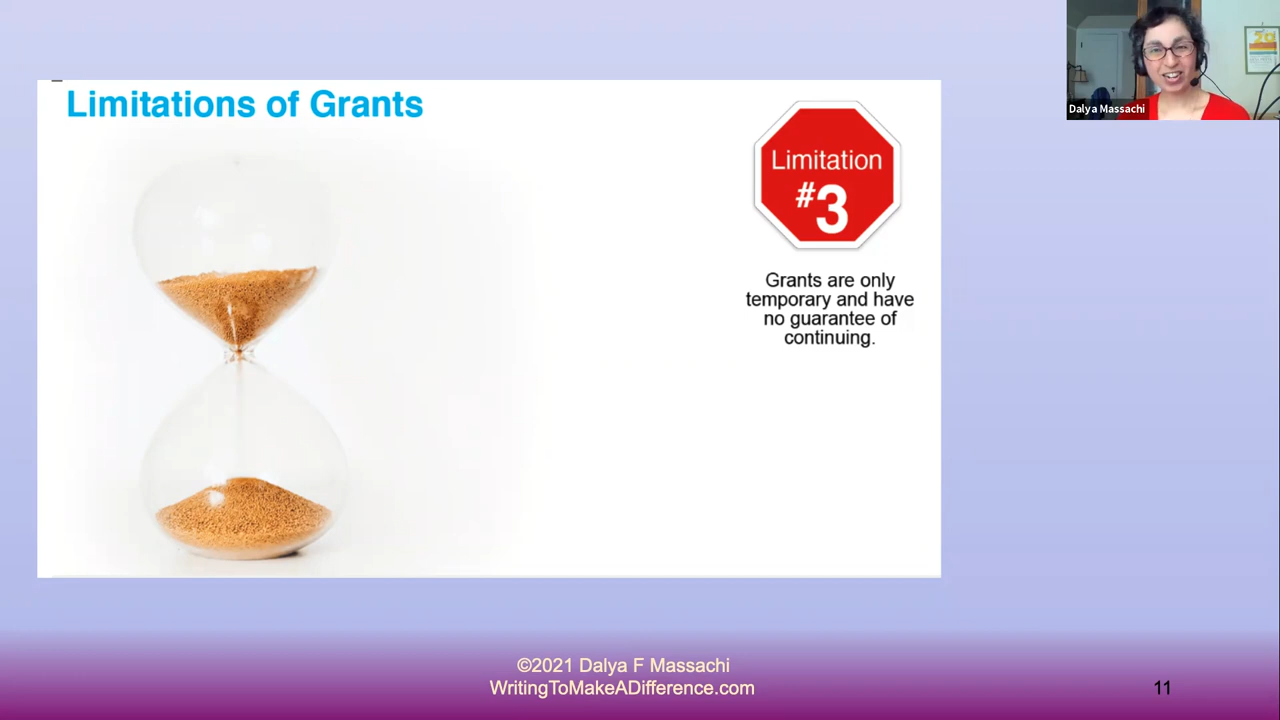 Limitations of Grants
Limitation
#3
Grants are only
temporary and have
no guarantee of
continuing.
Dalya Massachi
©2021 Dalya F Massachi
WritingToMakeADifference.com
11